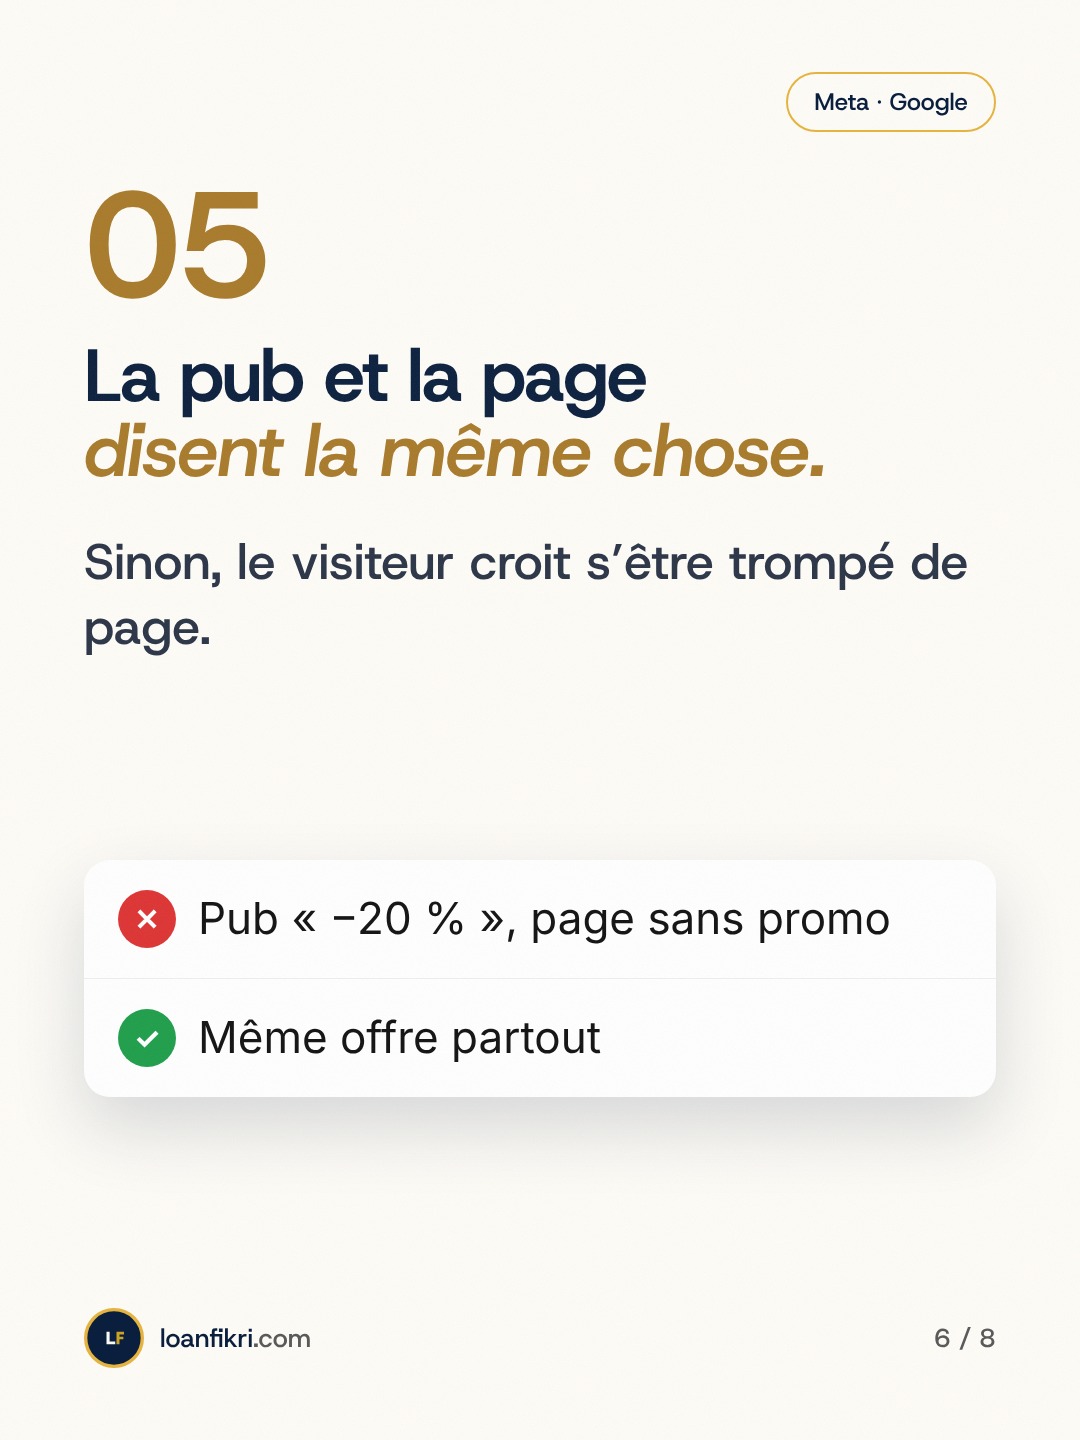 Meta · Google
05
La pub et la page
disent la même chose.
Sinon, le visiteur croit s’être trompé de
page.
Pub « −20 % », page sans promo
Même offre partout
LF
loanfikri.com
6 / 8